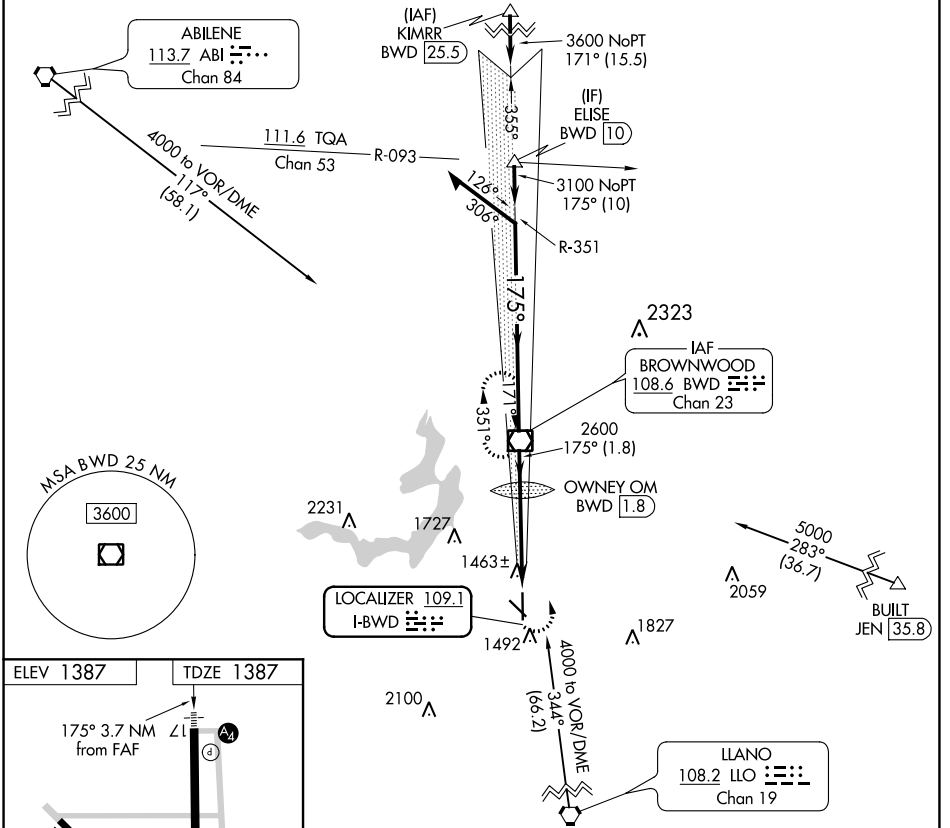 ABILENE
113.7 ABI
Chan 84
(IAF)
KIMRR
BWD 25.5
3600 NoPT
171° (15.5)
(IF)
ELISE
BWD 10
355°
4000 to VOR/DME
117°
(58.1)
111.6 TQA
Chan 53
R-093
3100 NoPT
175° (10)
126°
306°
R-351
175°
2323
IAF
BROWNWOOD
108.6 BWD
Chan 23
171°
351°
2600
175° (1.8)
MSA BWD 25 NM
3600
OWNEY OM
BWD 1.8
2231
1727
1463±
5000
283°
(36.7)
2059
BUILT
JEN 35.8
LOCALIZER 109.1
I-BWD
1492
1827
4000 to VOR/DME
344°
(66.2)
2100
LLANO
108.2 LLO
Chan 19
ELEV 1387
TDZE 1387
175° 3.7 NM
from FAF
17
A4
P